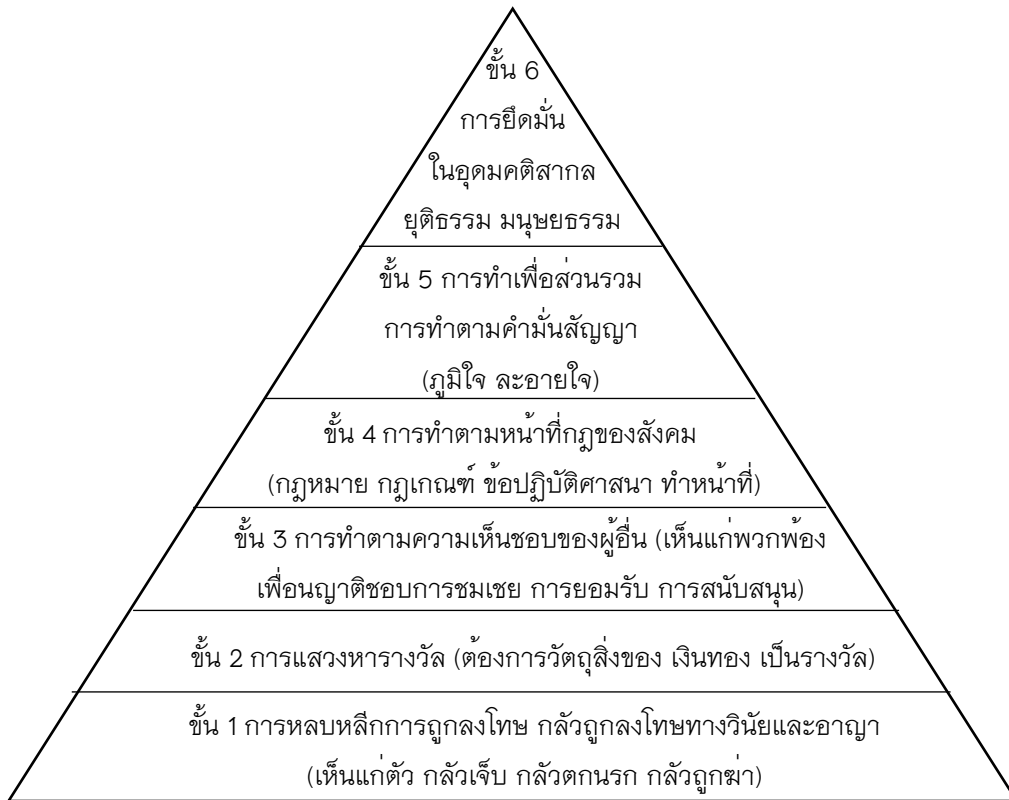 ขั้น 6
การยึดมั่น
ในอุดมคติสากล
ยุติธรรม มนุษยธรรม
ขั้น 5 การทำเพื่อส่วนรวม
การทำตามคำมั่นสัญญา
(ภูมิใจ ละอายใจ)
ขั้น 4 การทำตามหน้าที่กฎของสังคม
(กฎหมาย กฎเกณฑ์ ข้อปฏิบัติศาสนา ทำหน้าที่)
ขั้น 3 การทำตามความเห็นชอบของผู้อื่น (เห็นแก่พวกพ้อง
เพื่อนญาติชอบการชมเชย การยอมรับ การสนับสนุน)
ขั้น 2 การแสวงหารางวัล (ต้องการวัตถุสิ่งของ เงินทอง เป็นรางวัล)
ขั้น 1 การหลบหลีกการถูกลงโทษ กลัวถูกลงโทษทางวินัยและอาญา
(เห็นแก่ตัว กลัวเจ็บ กลัวตกนรก กลัวถูกฆ่า)